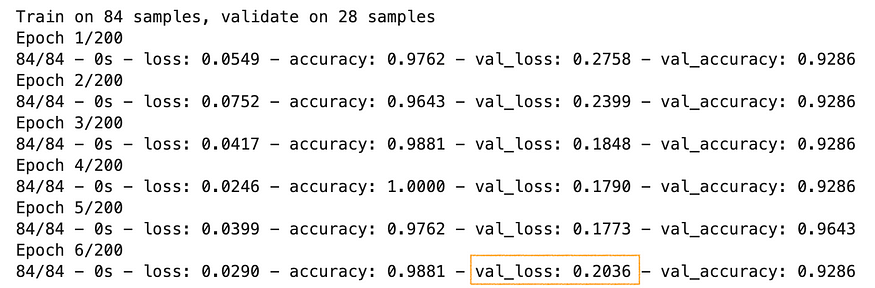 Train on 84 samples, validate on 28 samples
Epoch 1/200
84/84 – 0s – loss: 0.0549 – accuracy: 0.9762 – val_loss: 0.2758 – val_accuracy: 0.9286
Epoch 2/200
84/84 – 0s – loss: 0.0752 – accuracy: 0.9643 – val_loss: 0.2399 – val_accuracy: 0.9286
Epoch 3/200
84/84 – 0s – loss: 0.0417 – accuracy: 0.9881 – val_loss: 0.1848 – val_accuracy: 0.9286
Epoch 4/200
84/84 – 0s – loss: 0.0246 – accuracy: 1.0000 – val_loss: 0.1790 – val_accuracy: 0.9286
Epoch 5/200
84/84 – 0s – loss: 0.0399 – accuracy: 0.9762 – val_loss: 0.1773 – val_accuracy: 0.9643
Epoch 6/200
84/84 – 0s – loss: 0.0290 – accuracy: 0.9881 – val_loss: 0.2036 – val_accuracy: 0.9286